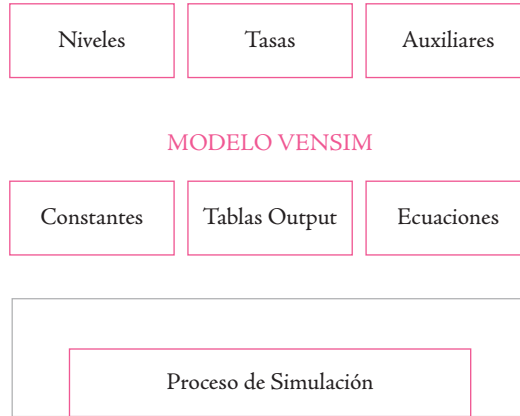 Niveles
Tasas
Auxiliares
MODELO VENSIM
Constantes
Tablas Output
Ecuaciones
Proceso de Simulación